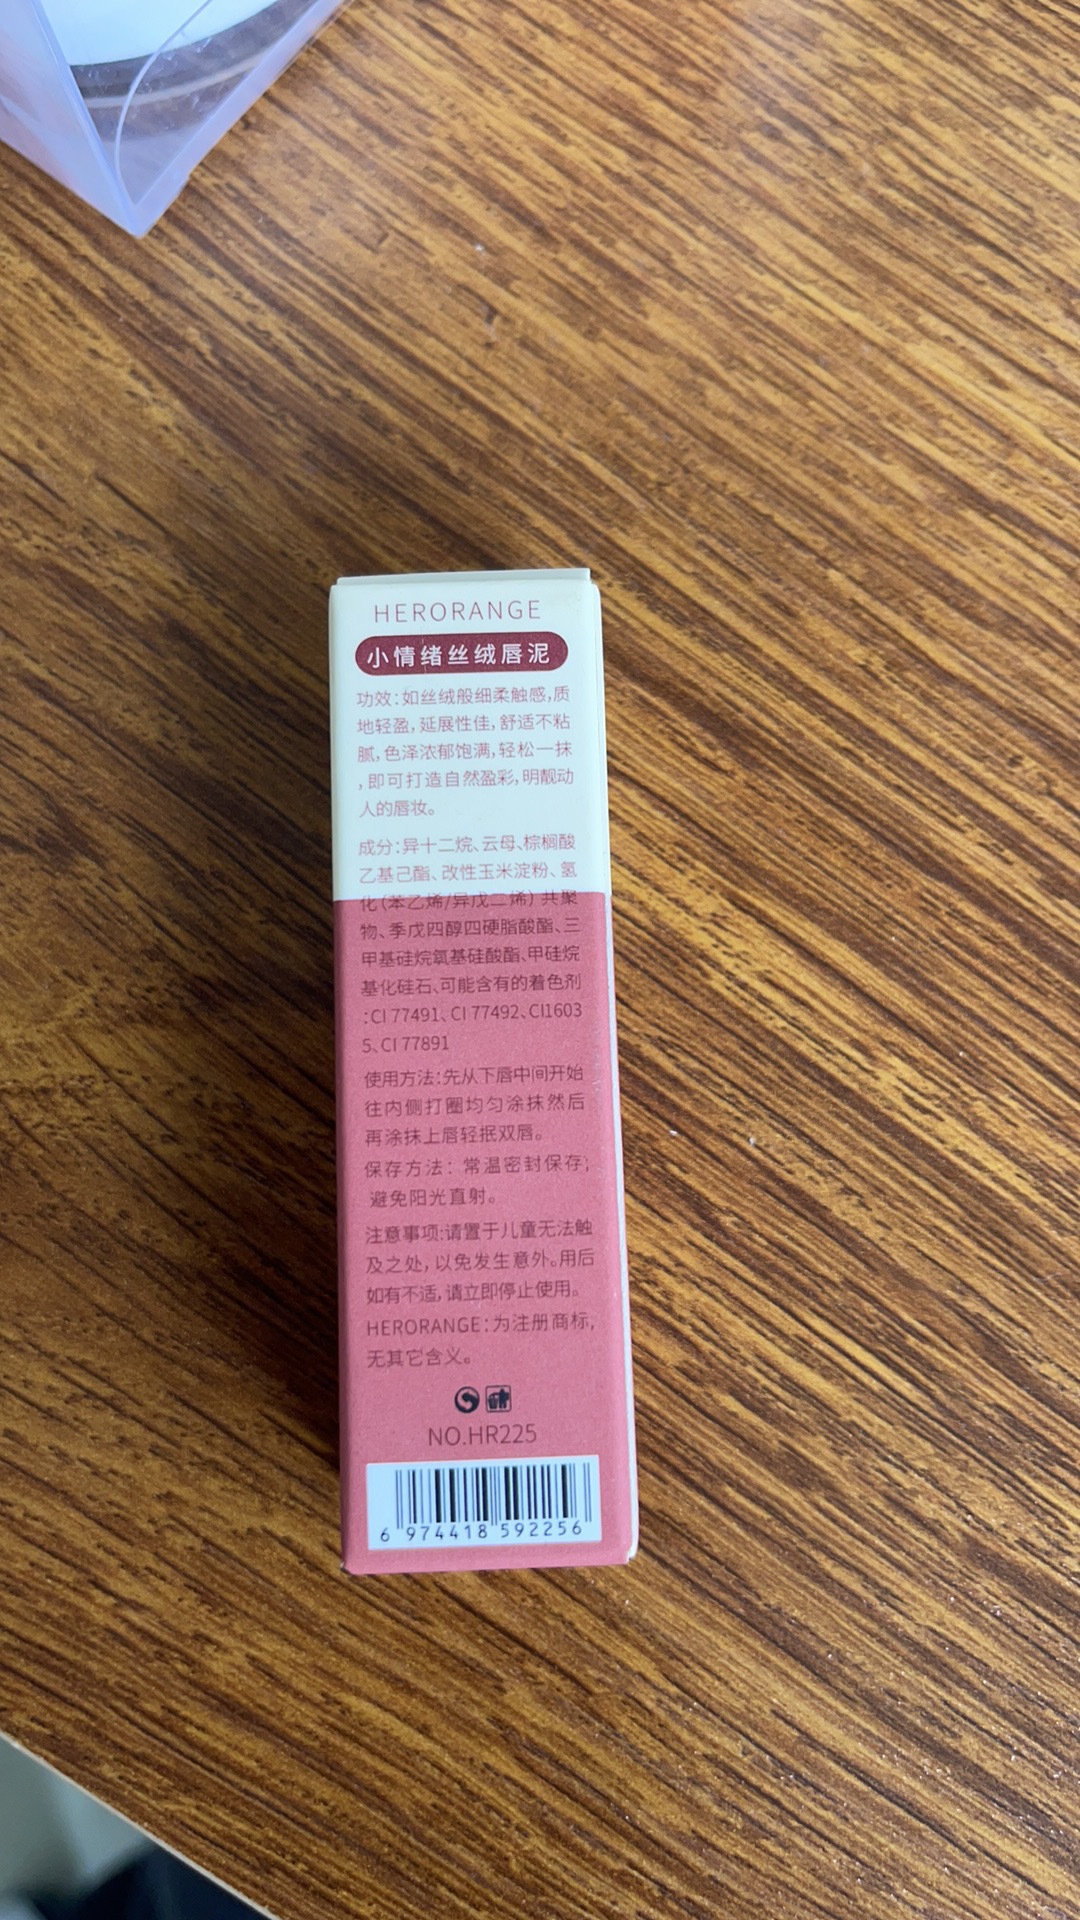 HERORANGE
小情绪丝绒唇泥
功效:如丝绒般细柔触感,质
地轻盈,延展性佳,舒适不粘
腻,色泽浓郁饱满,轻松一抹
,即可打造自然盈彩,明靓动
人的唇妆。
成分:异十二烷、云母、棕榈酸
乙基己酯、改性玉米淀粉、氢
化(苯乙烯/异戊二烯)共聚
物、季戊四醇四硬脂酸酯、三
甲基硅烷氧基硅酸酯、甲硅烷
基化硅石、可能含有的着色剂
:CI 77491、CI 77492、CI1603
5、CI 77891
使用方法:先从下唇中间开始
往内侧打圈均匀涂抹然后
再涂抹上唇轻抿双唇。
保存方法:常温密封保存;
避免阳光直射。
注意事项:请置于儿童无法触
及之处,以免发生意外。用后
如有不适,请立即停止使用。
HERORANGE:为注册商标,
无其它含义。
NO.HR225
6 974418 592256